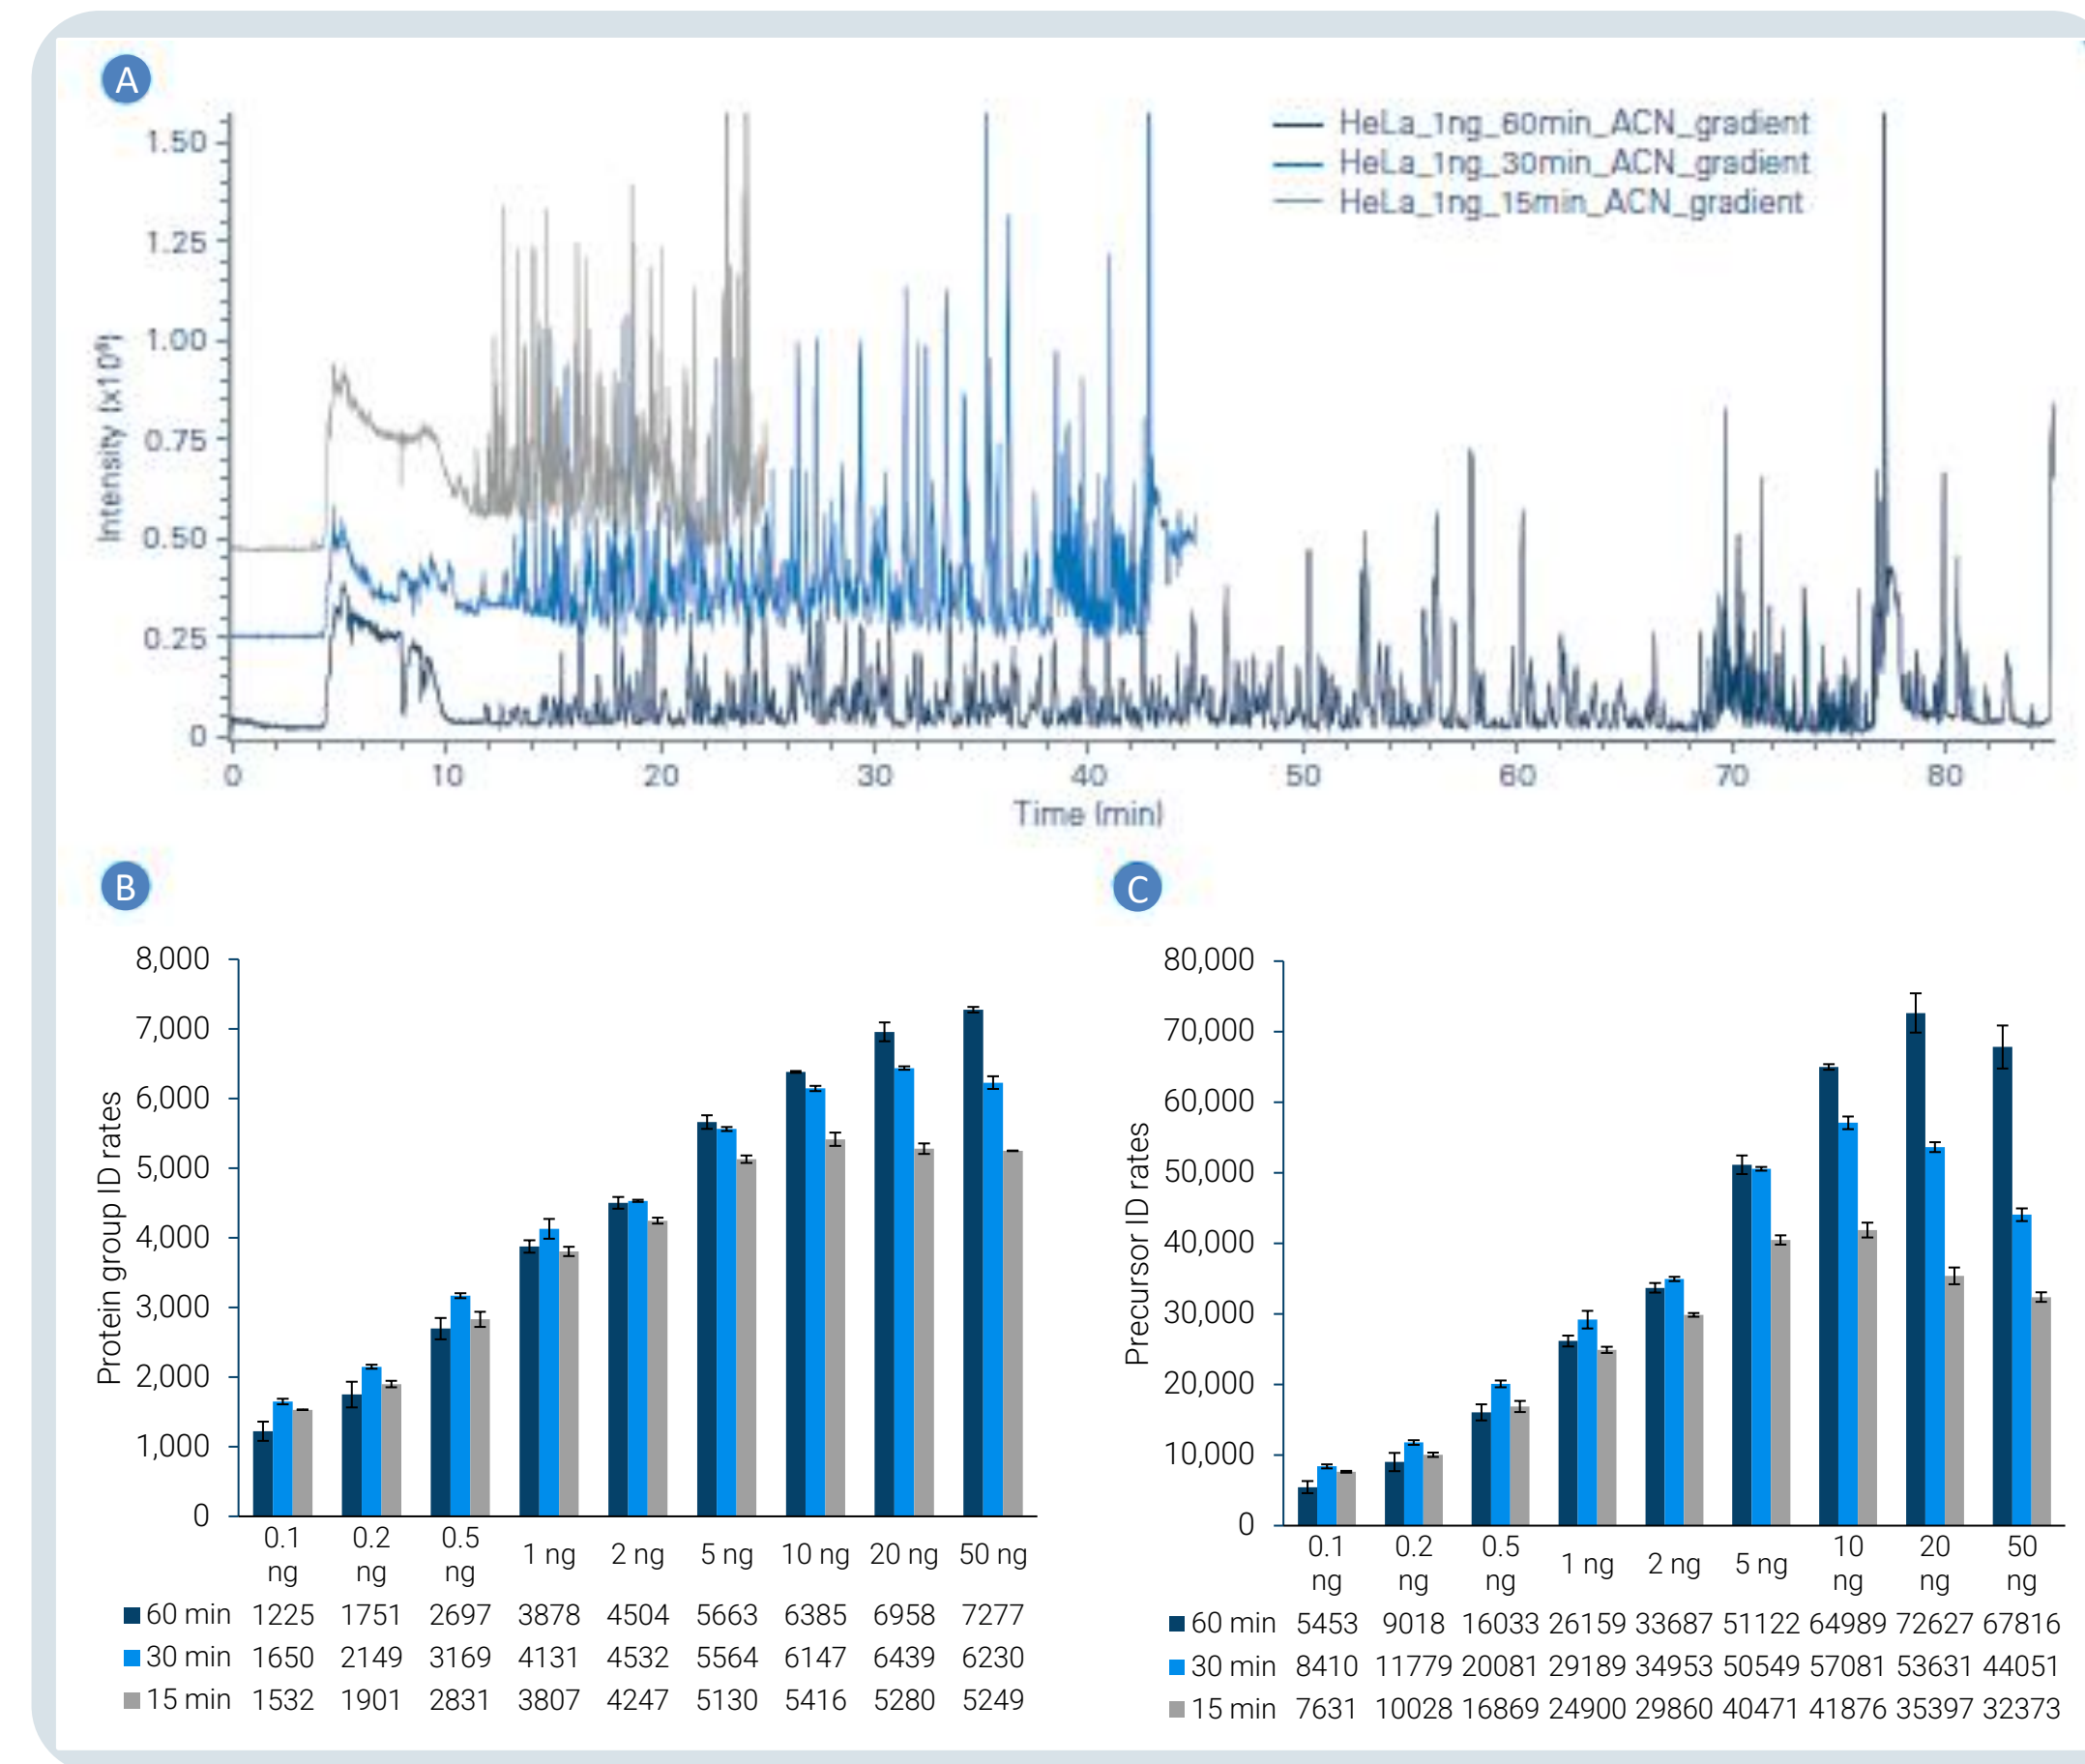 A
HeLa_1ng_60min_ACN_gradient
HeLa_1ng_30min_ACN_gradient
HeLa_1ng_15min_ACN_gradient
1.50
1.25
1.00
0.75
0.50
0.25
0
Intensity (x10⁸)
0 10 20 30 40 50 60 70 80
Time (min)
B
8,000
7,000
6,000
5,000
4,000
3,000
2,000
1,000
0
Protein group ID rates
0.1 ng 0.2 ng 0.5 ng 1 ng 2 ng 5 ng 10 ng 20 ng 50 ng
60 min 1225 1751 2697 3878 4504 5663 6385 6958 7277
30 min 1650 2149 3169 4131 4532 5564 6147 6439 6230
15 min 1532 1901 2831 3807 4247 5130 5416 5280 5249
C
80,000
70,000
60,000
50,000
40,000
30,000
20,000
10,000
0
Precursor ID rates
0.1 ng 0.2 ng 0.5 ng 1 ng 2 ng 5 ng 10 ng 20 ng 50 ng
60 min 5453 9018 16033 26159 33687 51122 64989 72627 67816
30 min 8410 11779 20081 29189 34953 50549 57081 53631 44051
15 min 7631 10028 16869 24900 29860 40471 41876 35397 32373